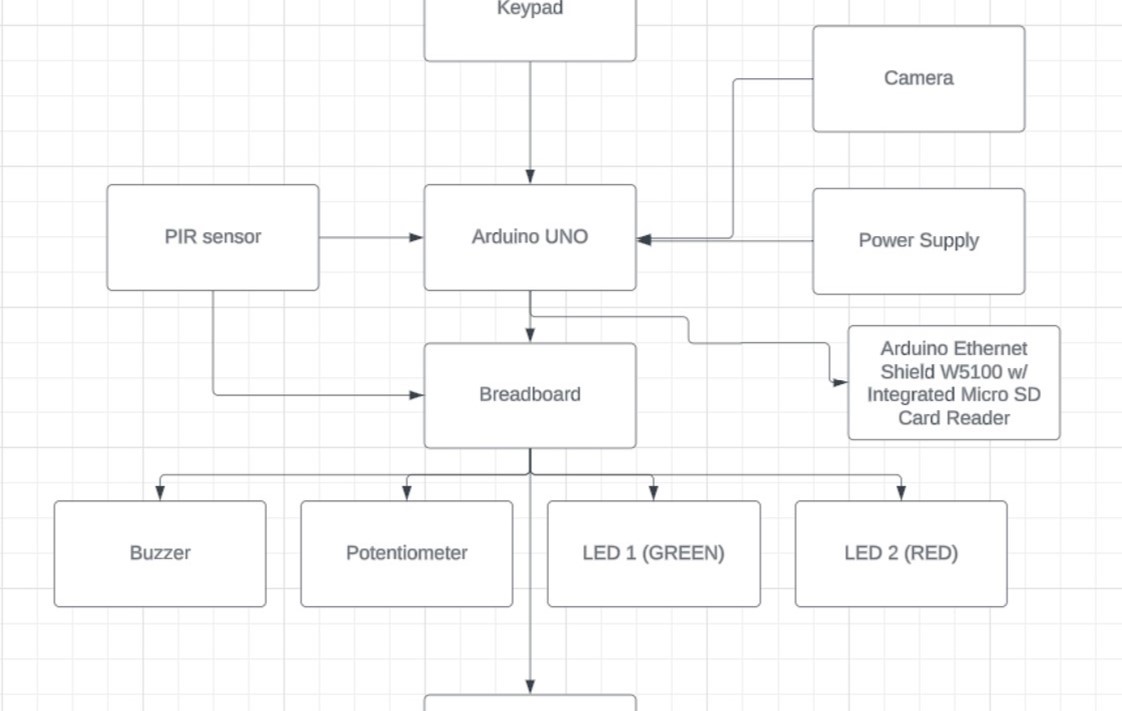 Keypad
Camera
PIR sensor
Arduino UNO
Power Supply
Arduino Ethernet
Shield W5100 w/
Integrated Micro SD
Card Reader
Breadboard
Buzzer
Potentiometer
LED 1 (GREEN)
LED 2 (RED)